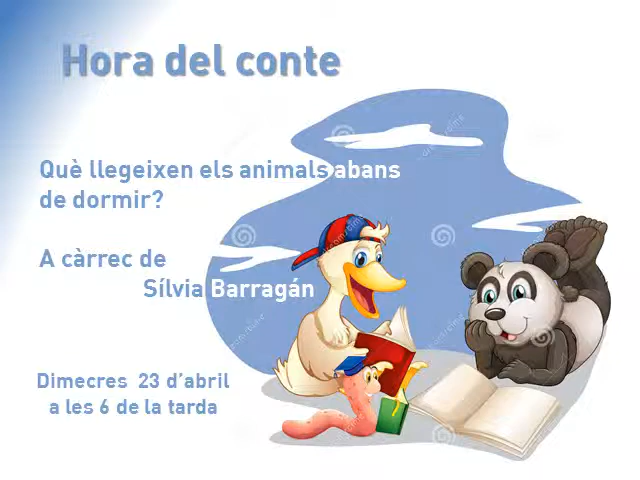 Hora del conte
Què llegeixen els animals abans
de dormir?
A càrrec de
Sílvia Barragán
Dimecres 23 d'abril
a les 6 de la tarda